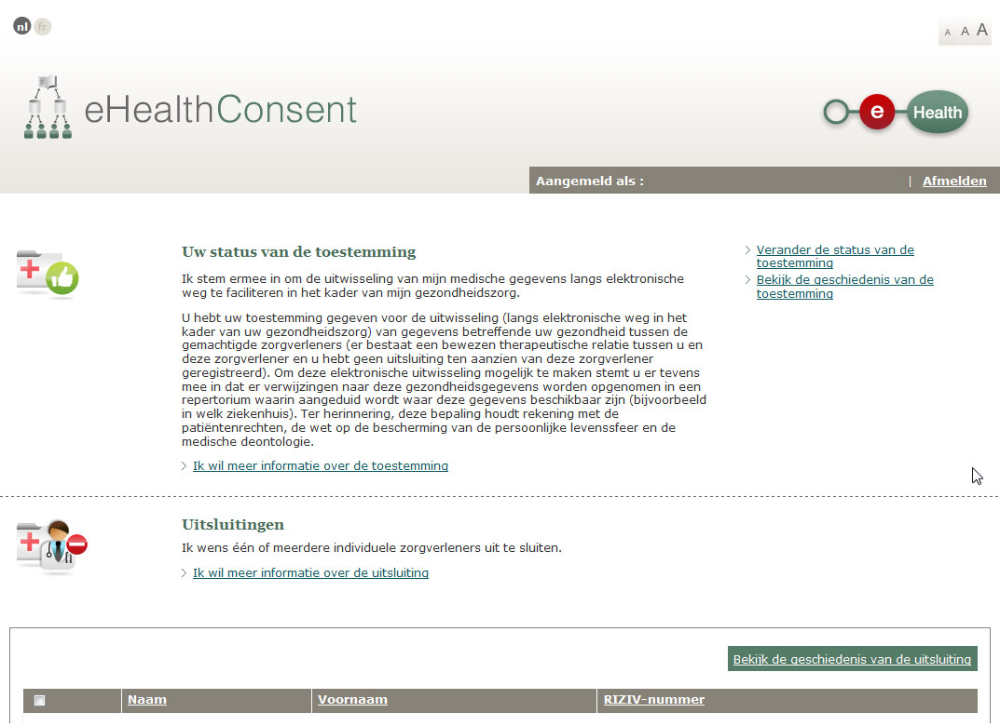 nl fr
A A A
eHealthConsent
e Health
Aangemeld als : | Afmelden
Uw status van de toestemming
Ik stem ermee in om de uitwisseling van mijn medische gegevens langs elektronische
weg te faciliteren in het kader van mijn gezondheidszorg.
U hebt uw toestemming gegeven voor de uitwisseling (langs elektronische weg in het
kader van uw gezondheidszorg) van gegevens betreffende uw gezondheid tussen de
gemachtigde zorgverleners (er bestaat een bewezen therapeutische relatie tussen u en
deze zorgverlener en u hebt geen uitsluiting ten aanzien van deze zorgverlener
geregistreerd). Om deze elektronische uitwisseling mogelijk te maken stemt u er tevens
mee in dat er verwijzingen naar deze gezondheidsgegevens worden opgenomen in een
repertorium waarin aangeduid wordt waar deze gegevens beschikbaar zijn (bijvoorbeeld
in welk ziekenhuis). Ter herinnering, deze bepaling houdt rekening met de
patiëntenrechten, de wet op de bescherming van de persoonlijke levenssfeer en de
medische deontologie.
Ik wil meer informatie over de toestemming
Verander de status van de
toestemming
Bekijk de geschiedenis van de
toestemming
Uitsluitingen
Ik wens één of meerdere individuele zorgverleners uit te sluiten.
Ik wil meer informatie over de uitsluiting
Bekijk de geschiedenis van de uitsluiting
Naam Voornaam RIZIV-nummer